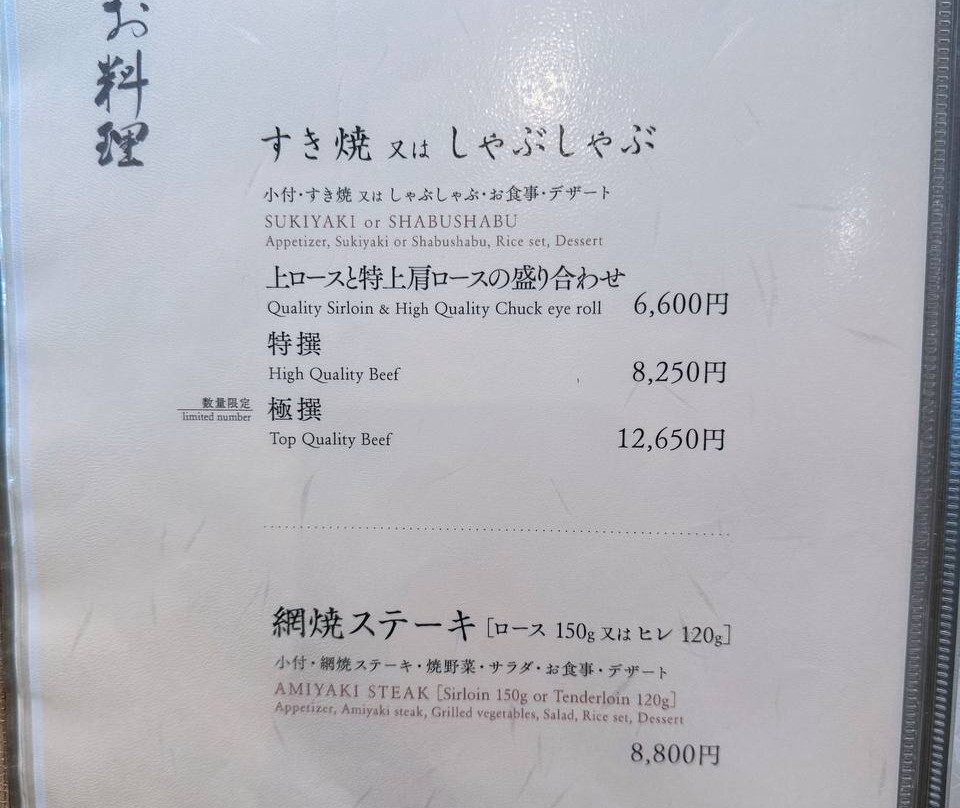 お料理
すき焼 又は しゃぶしゃぶ
小付・すき焼 又は しゃぶしゃぶ・お食事・デザート
SUKIYAKI or SHABUSHABU
Appetizer, Sukiyaki or Shabushabu, Rice set, Dessert
上ロースと特上肩ロースの盛り合わせ
Quality Sirloin & High Quality Chuck eye roll 6,600円
特撰
High Quality Beef 8,250円
数量限定 極撰
limited number
Top Quality Beef 12,650円
網焼ステーキ [ロース 150g 又は ヒレ 120g]
小付・網焼ステーキ・焼野菜・サラダ・お食事・デザート
AMIYAKI STEAK [Sirloin 150g or Tenderloin 120g]
Appetizer, Amiyaki steak, Grilled vegetables, Salad, Rice set, Dessert
8,800円